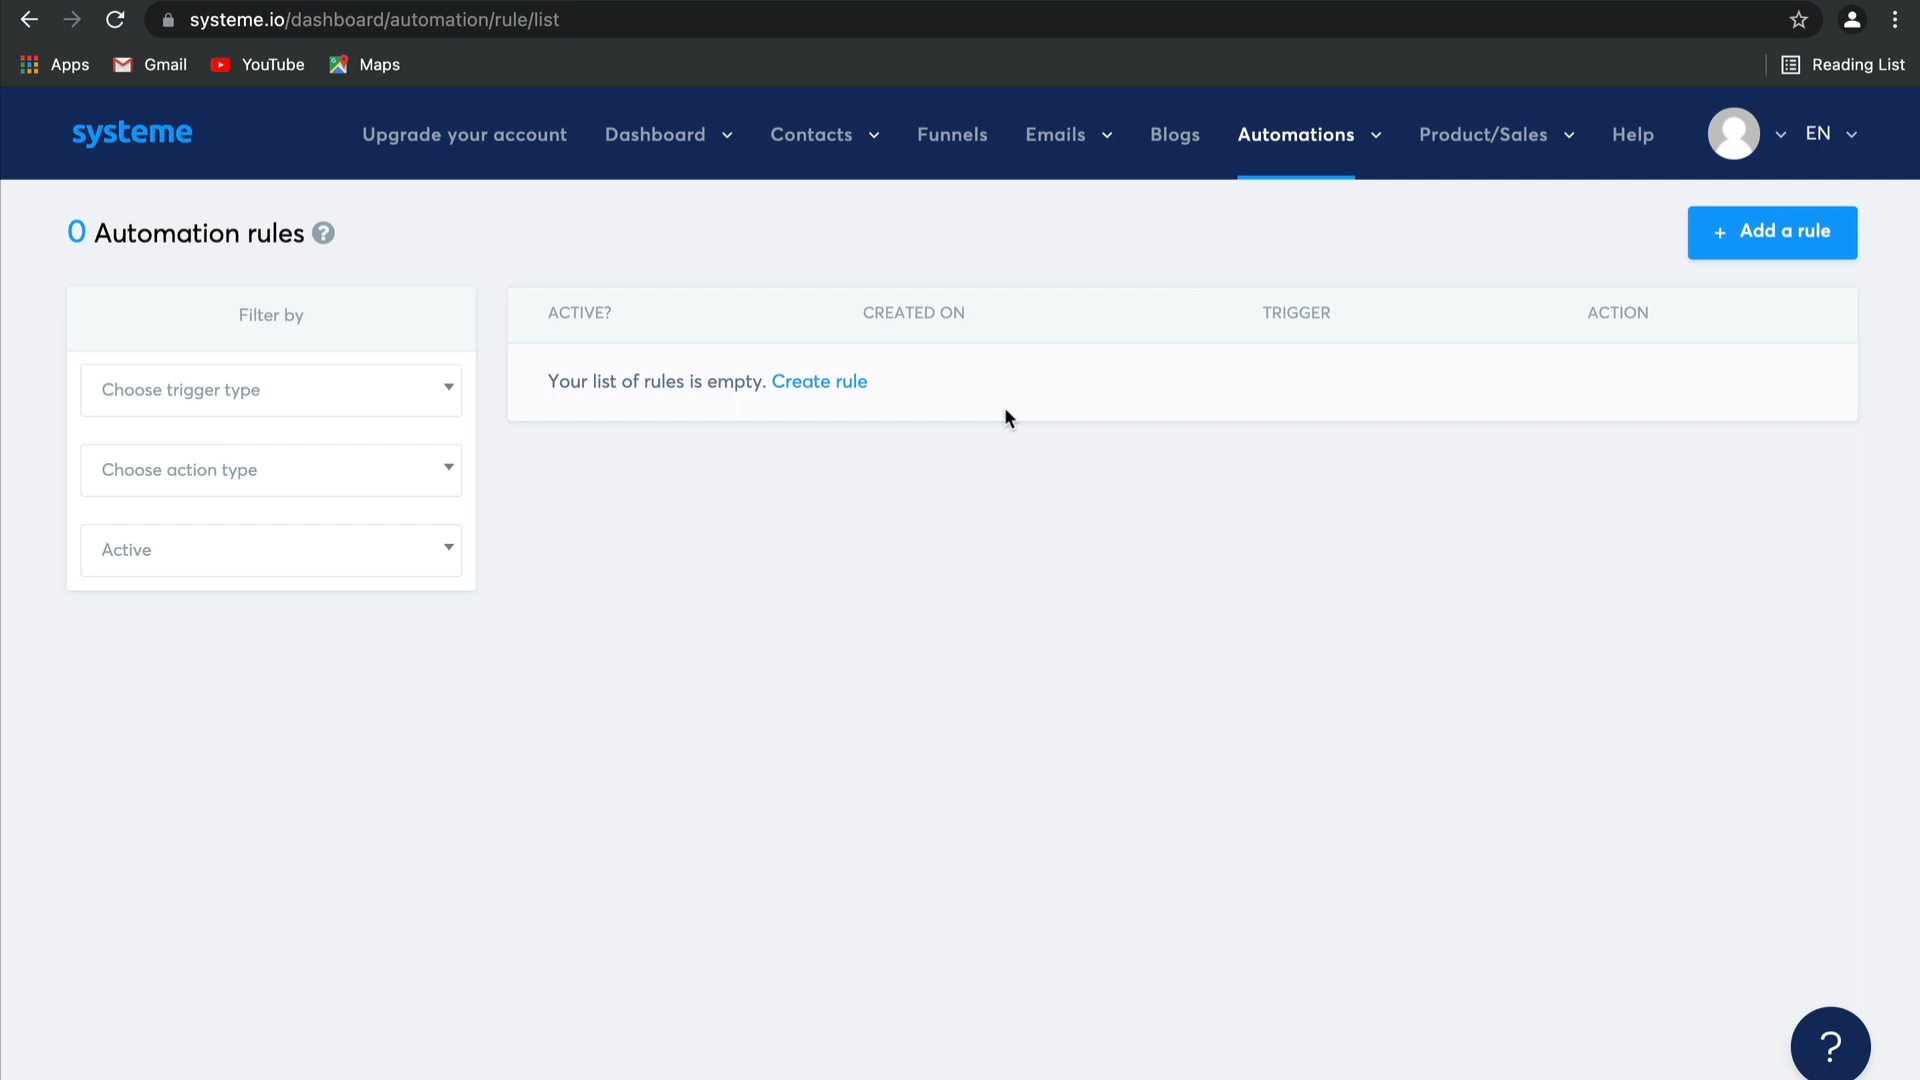 systeme.io/dashboard/automation/rule/list
Apps Gmail YouTube Maps Reading List
systeme Upgrade your account Dashboard Contacts Funnels Emails Blogs Automations Product/Sales Help EN
0 Automation rules ? + Add a rule
Filter by
Choose trigger type
Choose action type
Active
ACTIVE? CREATED ON TRIGGER ACTION
Your list of rules is empty. Create rule
?